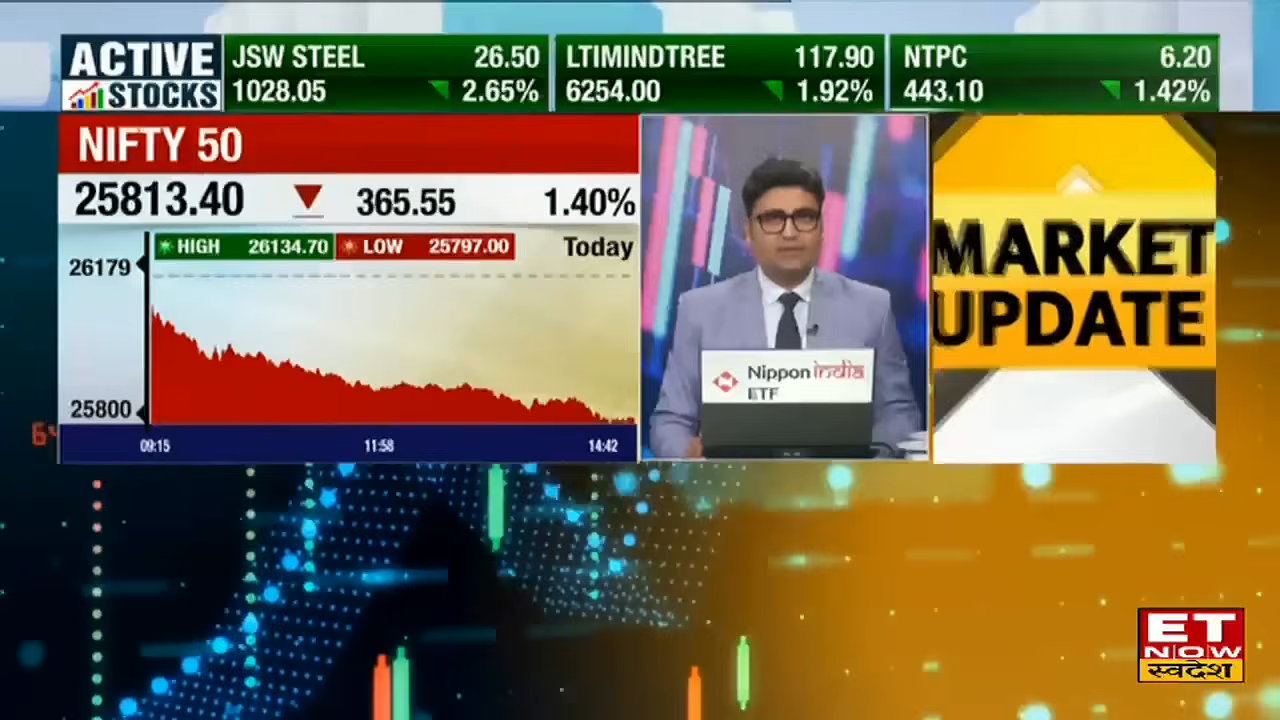 ACTIVE
STOCKS
JSW STEEL 26.50
1028.05 2.65%
LTIMINDTREE 117.90
6254.00 1.92%
NTPC 6.20
443.10 1.42%
NIFTY 50
25813.40 365.55 1.40%
HIGH 26134.70 LOW 25797.00 Today
26179
25800
09:15 11:58 14:42
Nippon india
ETF
MARKET
UPDATE
ET
NOW
स्वदेश